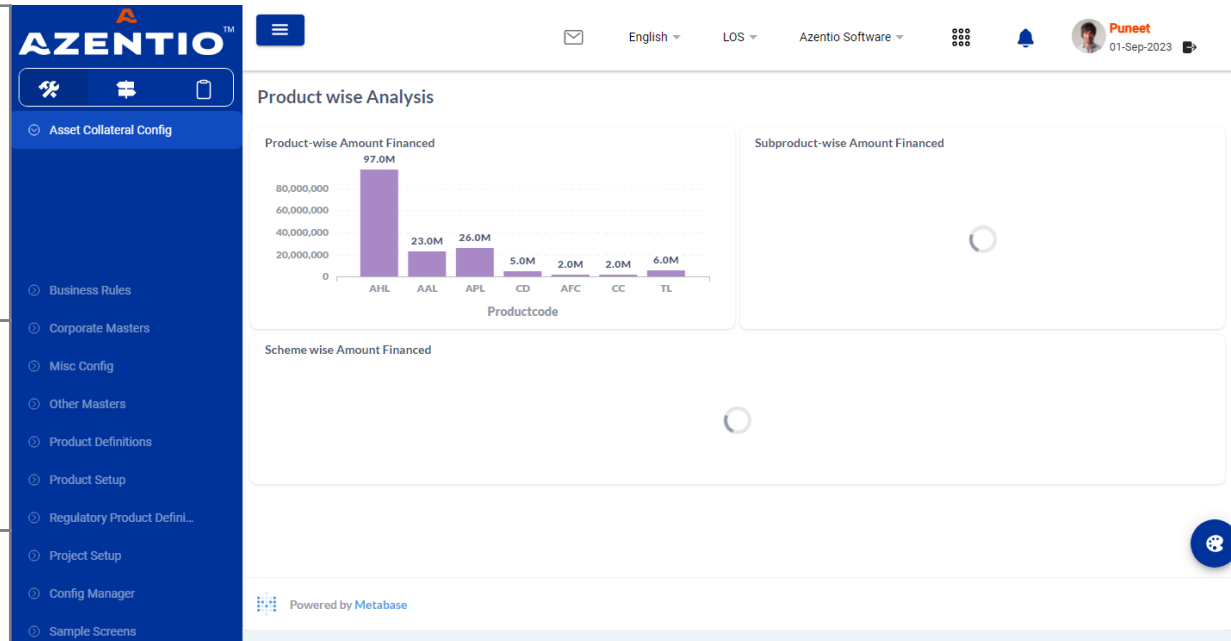 AZENTIO™
English
LOS
Azentio Software
Puneet
01-Sep-2023
Asset Collateral Config
Business Rules
Corporate Masters
Misc Config
Other Masters
Product Definitions
Product Setup
Regulatory Product Defini...
Project Setup
Config Manager
Sample Screens
Product wise Analysis
Product-wise Amount Financed
97.0M
80,000,000
60,000,000
40,000,000
20,000,000
0
23.0M
26.0M
5.0M
2.0M
2.0M
6.0M
AHL
AAL
APL
CD
AFC
CC
TL
Productcode
Subproduct-wise Amount Financed
Scheme wise Amount Financed
Powered by Metabase